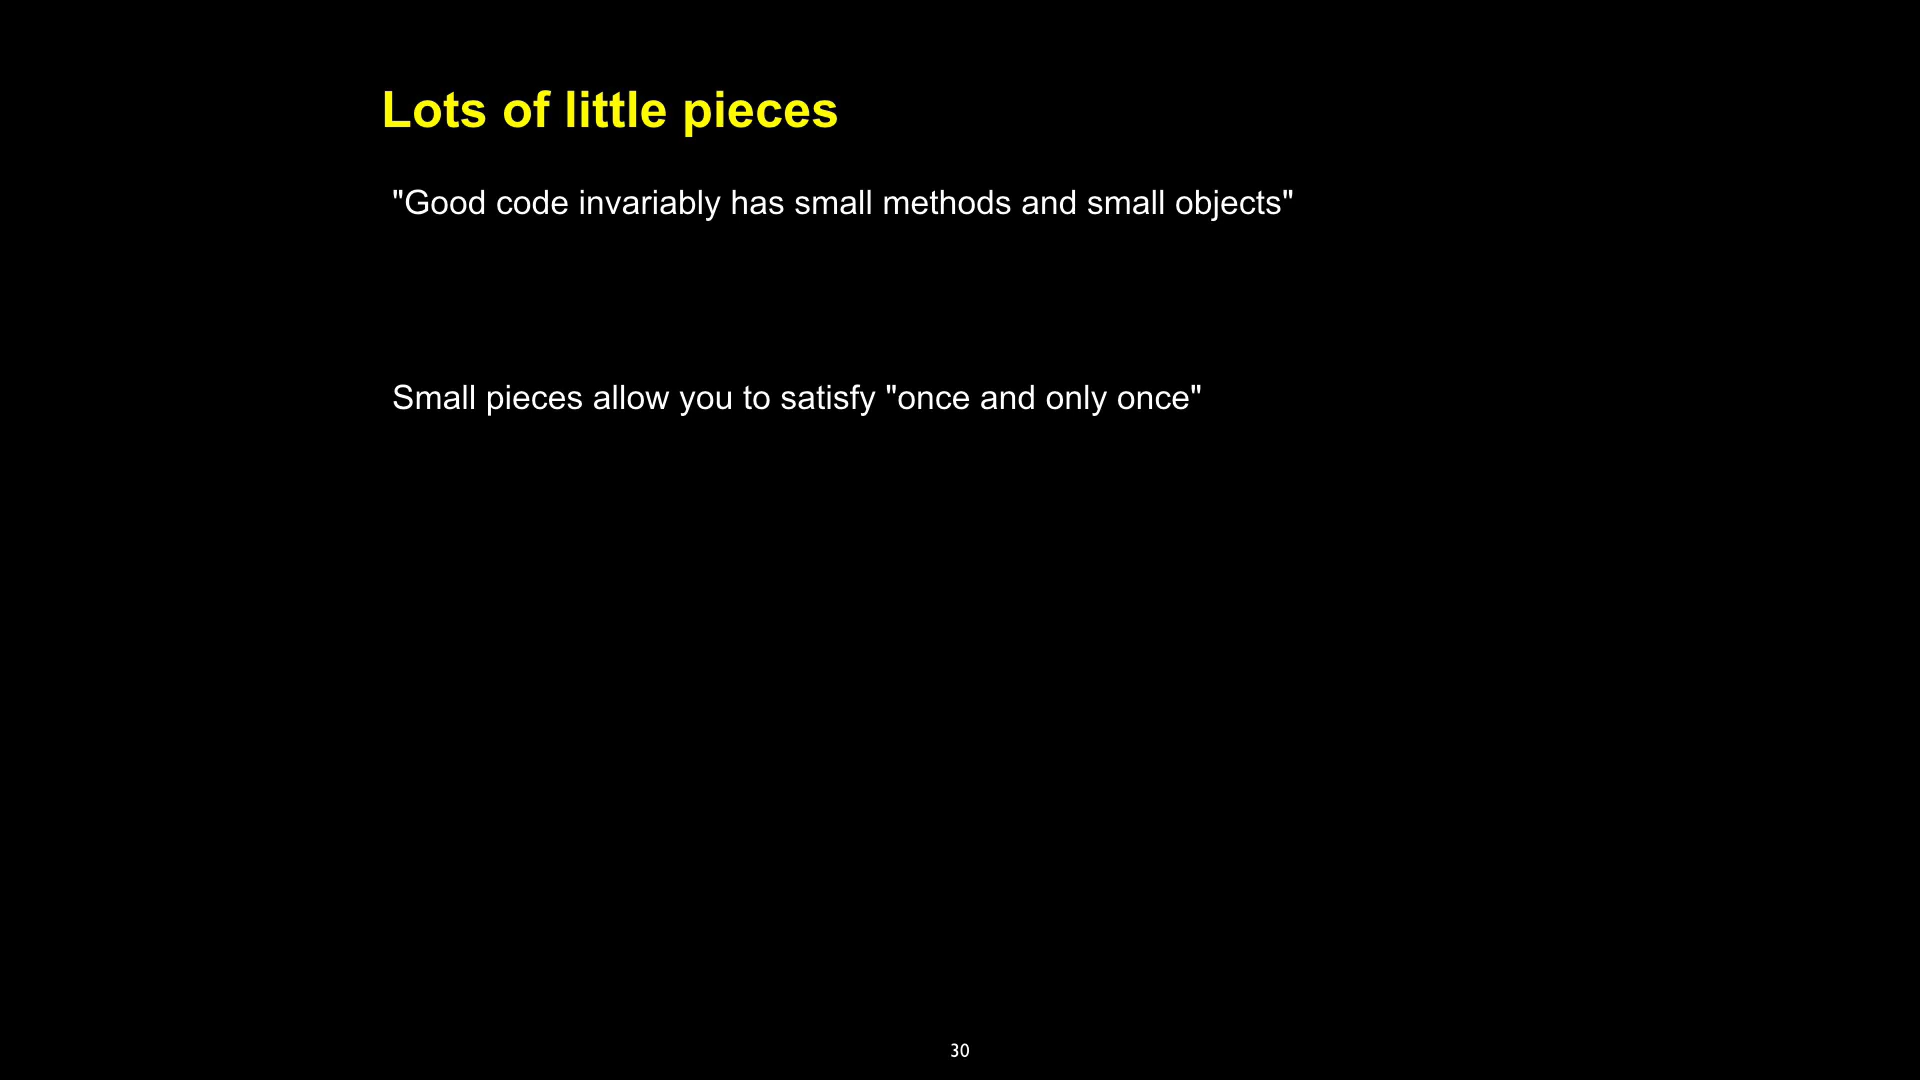 Lots of little pieces
"Good code invariably has small methods and small objects"
Small pieces allow you to satisfy "once and only once"
30